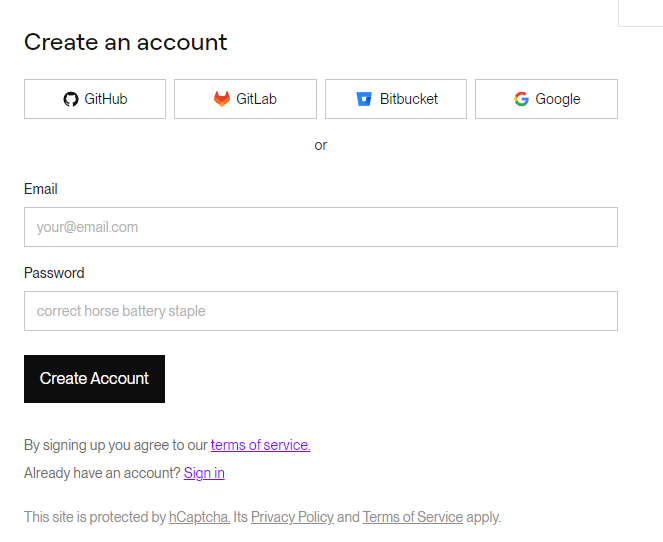 Create an account
GitHub GitLab Bitbucket Google
or
Email
your@email.com
Password
correct horse battery staple
Create Account
By signing up you agree to our terms of service.
Already have an account? Sign in
This site is protected by hCaptcha. Its Privacy Policy and Terms of Service apply.